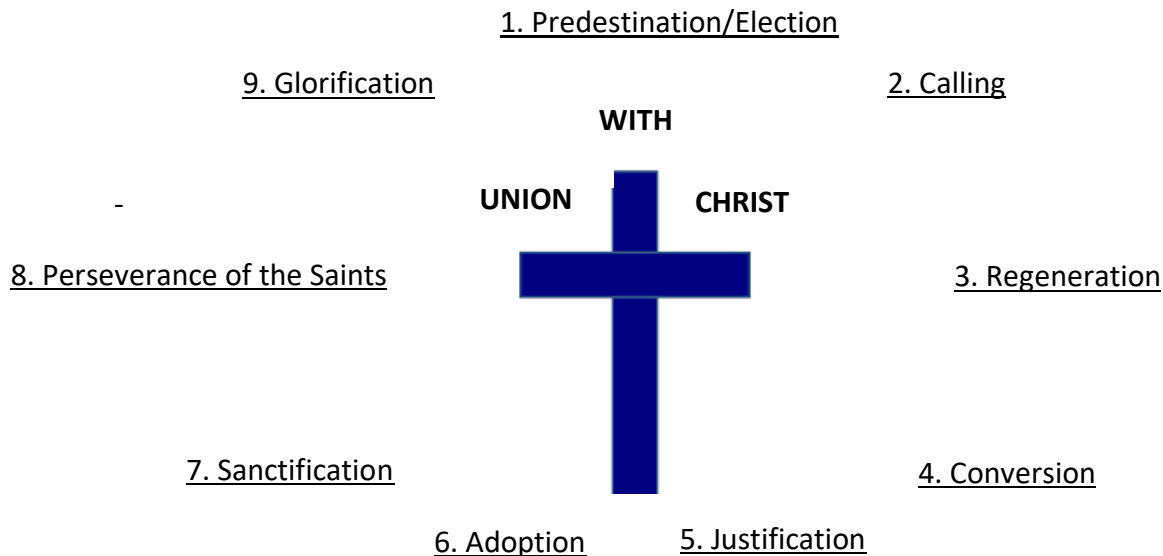 1. Predestination/Election
9. Glorification
2. Calling
WITH
UNION
CHRIST
-
8. Perseverance of the Saints
3. Regeneration
7. Sanctification
4. Conversion
6. Adoption
5. Justification